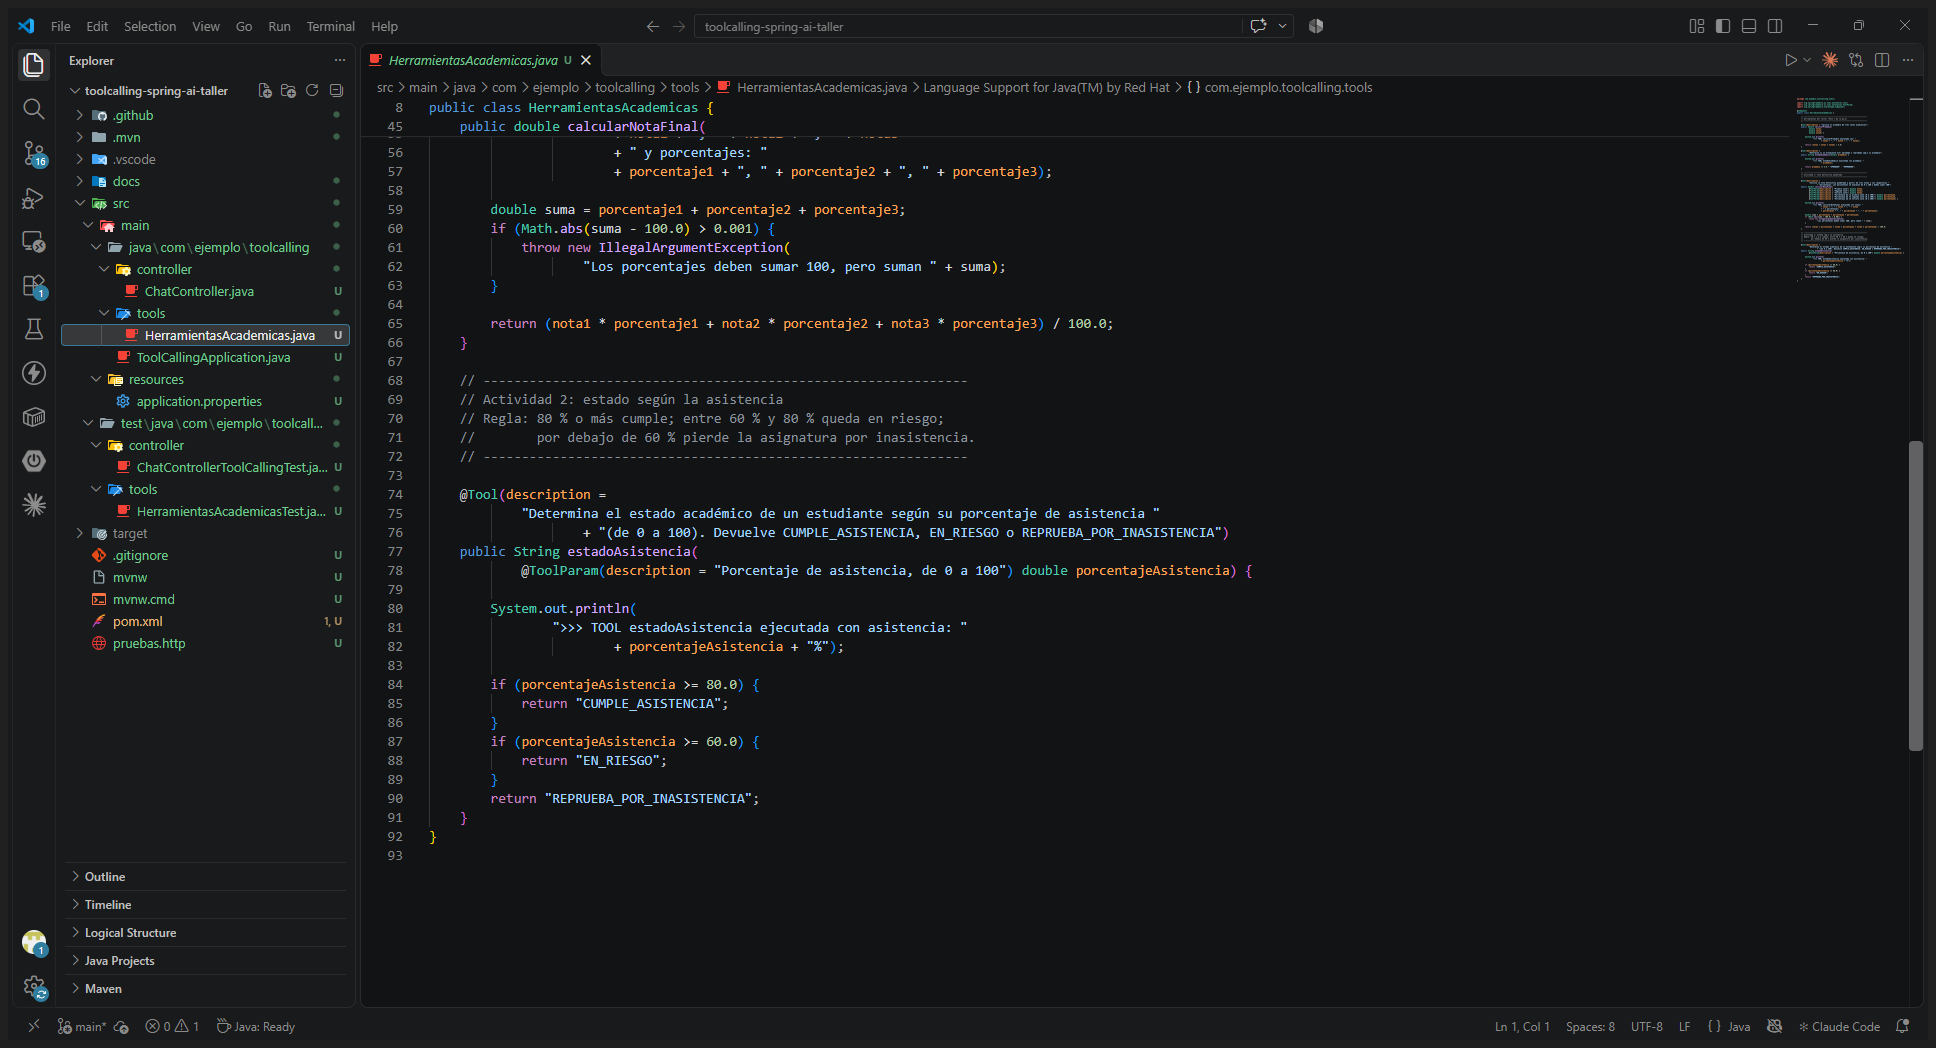 File Edit Selection View Go Run Terminal Help
toolcalling-spring-ai-taller
Explorer
toolcalling-spring-ai-taller
.github
.mvn
.vscode
docs
src
main
java\com\ejemplo\toolcalling
controller
ChatController.java U
tools
HerramientasAcademicas.java U
ToolCallingApplication.java U
resources
application.properties U
test\java\com\ejemplo\toolcall...
controller
ChatControllerToolCallingTest.ja... U
tools
HerramientasAcademicasTest.ja... U
target
.gitignore U
mvnw U
mvnw.cmd U
pom.xml 1, U
pruebas.http U
Outline
Timeline
Logical Structure
Java Projects
Maven
16
1
1
HerramientasAcademicas.java U
src > main > java > com > ejemplo > toolcalling > tools > HerramientasAcademicas.java > Language Support for Java(TM) by Red Hat > {} com.ejemplo.toolcalling.tools
8 public class HerramientasAcademicas {
45 public double calcularNotaFinal(
56 + " y porcentajes: "
57 + porcentaje1 + ", " + porcentaje2 + ", " + porcentaje3);
58
59 double suma = porcentaje1 + porcentaje2 + porcentaje3;
60 if (Math.abs(suma - 100.0) > 0.001) {
61 throw new IllegalArgumentException(
62 "Los porcentajes deben sumar 100, pero suman " + suma);
63 }
64
65 return (nota1 * porcentaje1 + nota2 * porcentaje2 + nota3 * porcentaje3) / 100.0;
66 }
67
68 // ---------------------------------------------------------------
69 // Actividad 2: estado según la asistencia
70 // Regla: 80 % o más cumple; entre 60 % y 80 % queda en riesgo;
71 // por debajo de 60 % pierde la asignatura por inasistencia.
72 // ---------------------------------------------------------------
73
74 @Tool(description =
75 "Determina el estado académico de un estudiante según su porcentaje de asistencia "
76 + "(de 0 a 100). Devuelve CUMPLE_ASISTENCIA, EN_RIESGO o REPRUEBA_POR_INASISTENCIA")
77 public String estadoAsistencia(
78 @ToolParam(description = "Porcentaje de asistencia, de 0 a 100") double porcentajeAsistencia) {
79
80 System.out.println(
81 ">>> TOOL estadoAsistencia ejecutada con asistencia: "
82 + porcentajeAsistencia + "%");
83
84 if (porcentajeAsistencia >= 80.0) {
85 return "CUMPLE_ASISTENCIA";
86 }
87 if (porcentajeAsistencia >= 60.0) {
88 return "EN_RIESGO";
89 }
90 return "REPRUEBA_POR_INASISTENCIA";
91 }
92 }
93
main* 0 1 Java: Ready
Ln 1, Col 1 Spaces: 8 UTF-8 LF {} Java Claude Code